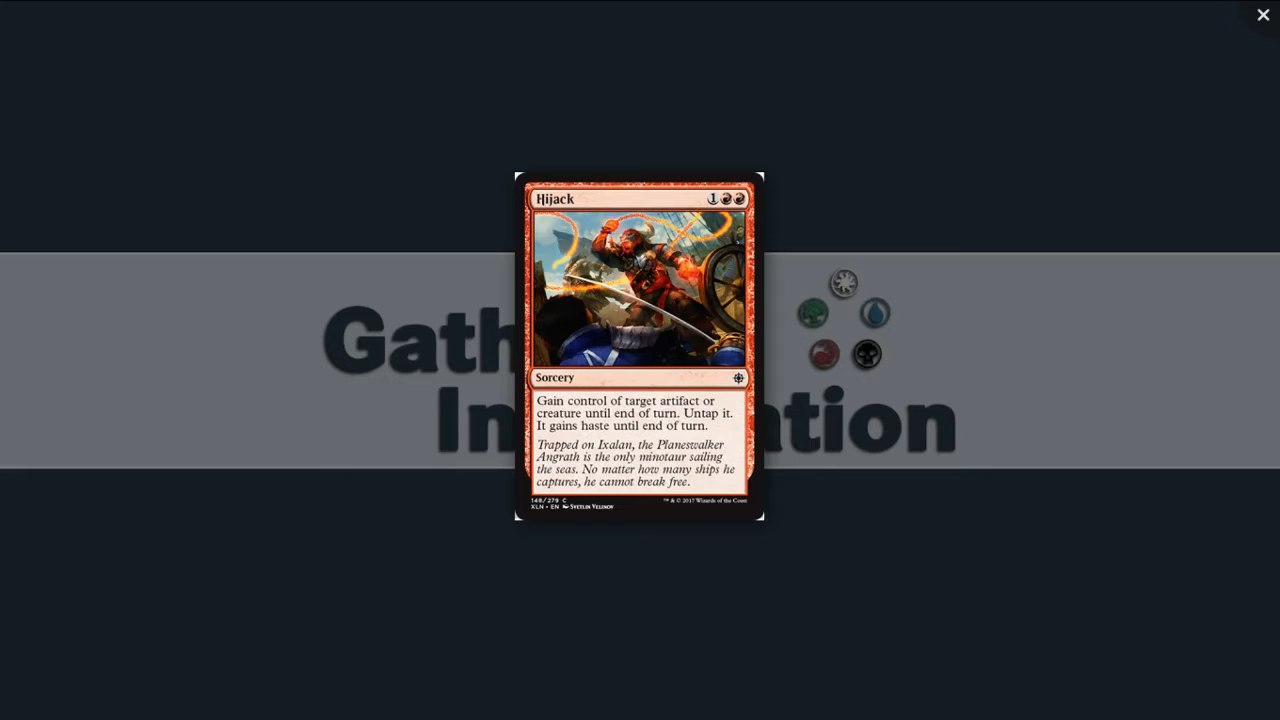 Hijack
1
Gath
In
ation
Sorcery
Gain control of target artifact or
creature until end of turn. Untap it.
It gains haste until end of turn.
Trapped on Ixalan, the Planeswalker
Angrath is the only minotaur sailing
the seas. No matter how many ships he
captures, he cannot break free.
148/279 C
XLN • EN Svetlin Velinov
™ & © 2017 Wizards of the Coast